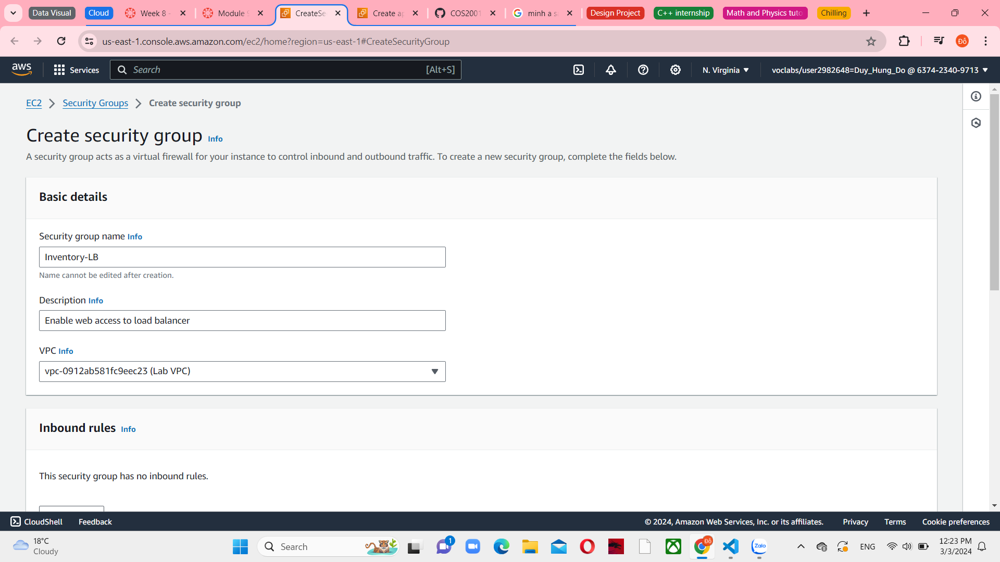 Data Visual
Cloud
Week 8 -
Module 9
CreateSe
Create ap
COS2001
minh a sa
Design Project
C++ internship
Math and Physics tuto
Chilling
us-east-1.console.aws.amazon.com/ec2/home?region=us-east-1#CreateSecurityGroup
Đỗ
aws
Services
Search
[Alt+S]
N. Virginia
voclabs/user2982648=Duy_Hung_Do @ 6374-2340-9713
EC2
Security Groups
Create security group
Create security group Info
A security group acts as a virtual firewall for your instance to control inbound and outbound traffic. To create a new security group, complete the fields below.
Basic details
Security group name Info
Inventory-LB
Name cannot be edited after creation.
Description Info
Enable web access to load balancer
VPC Info
vpc-0912ab581fc9eec23 (Lab VPC)
Inbound rules Info
This security group has no inbound rules.
CloudShell
Feedback
© 2024, Amazon Web Services, Inc. or its affiliates.
Privacy
Terms
Cookie preferences
18°C
Cloudy
Search
1
Đỗ
Zalo
ENG
12:23 PM
3/3/2024